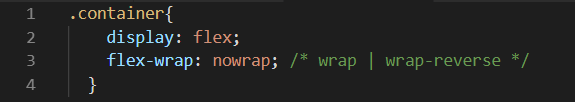 1 .container{
2 display: flex;
3 flex-wrap: nowrap; /* wrap | wrap-reverse */
4 }